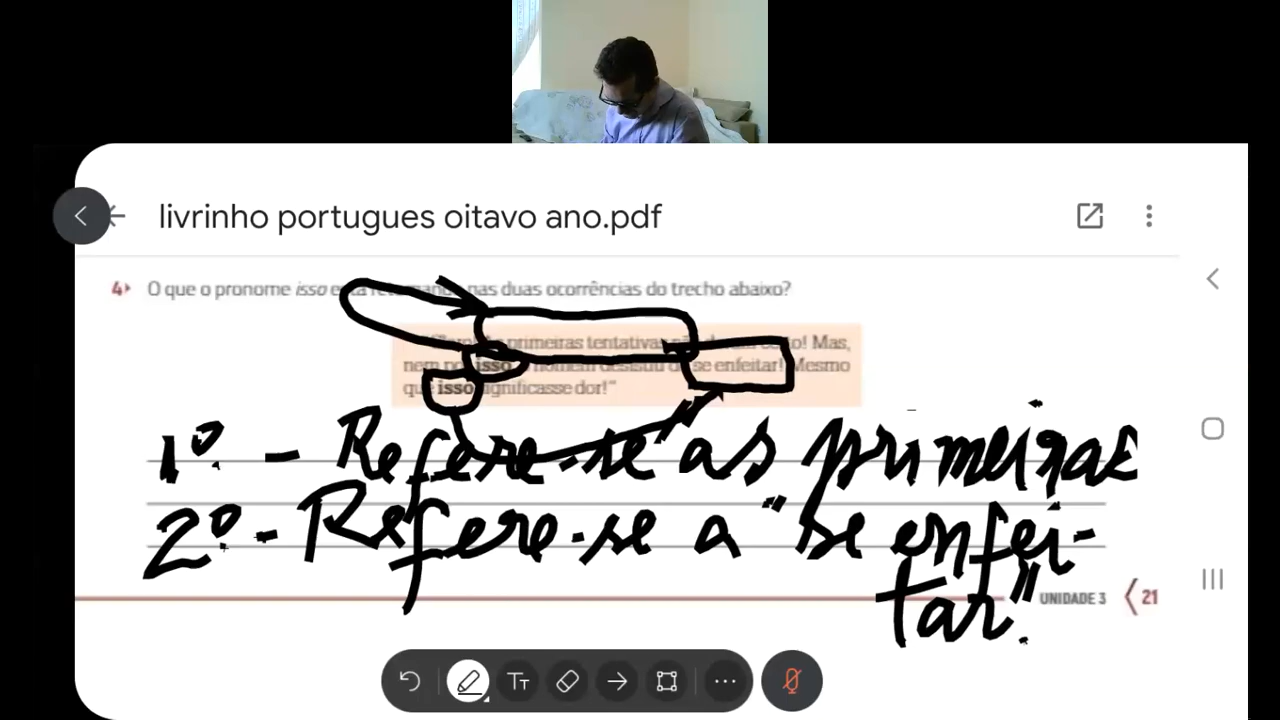 livrinho portugues oitavo ano.pdf
4 O que o pronome isso nas duas ocorrências do trecho abaixo?
primeiras tentativas Mas,
isso se enfeitar! Mesmo
isso significasse dor!"
1º - Refere-se as primeiras
2º - Refere-se a "se enfei-
tar".
UNIDADE 3 21
Tт